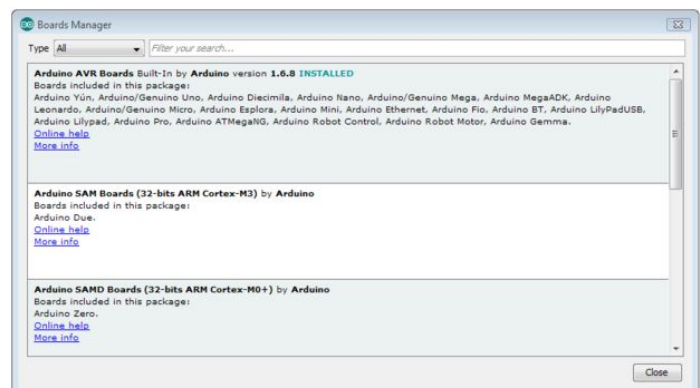 Boards Manager
Type All Filter your search...
Arduino AVR Boards Built-In by Arduino version 1.6.8 INSTALLED
Boards included in this package:
Arduino Yún, Arduino/Genuino Uno, Arduino Diecimila, Arduino Nano, Arduino/Genuino Mega, Arduino MegaADK, Arduino
Leonardo, Arduino/Genuino Micro, Arduino Esplora, Arduino Mini, Arduino Ethernet, Arduino Fio, Arduino BT, Arduino LilyPadUSB,
Arduino Lilypad, Arduino Pro, Arduino ATMegaNG, Arduino Robot Control, Arduino Robot Motor, Arduino Gemma.
Online help
More info
Arduino SAM Boards (32-bits ARM Cortex-M3) by Arduino
Boards included in this package:
Arduino Due.
Online help
More info
Arduino SAMD Boards (32-bits ARM Cortex-M0+) by Arduino
Boards included in this package:
Arduino Zero.
Online help
More info
Close